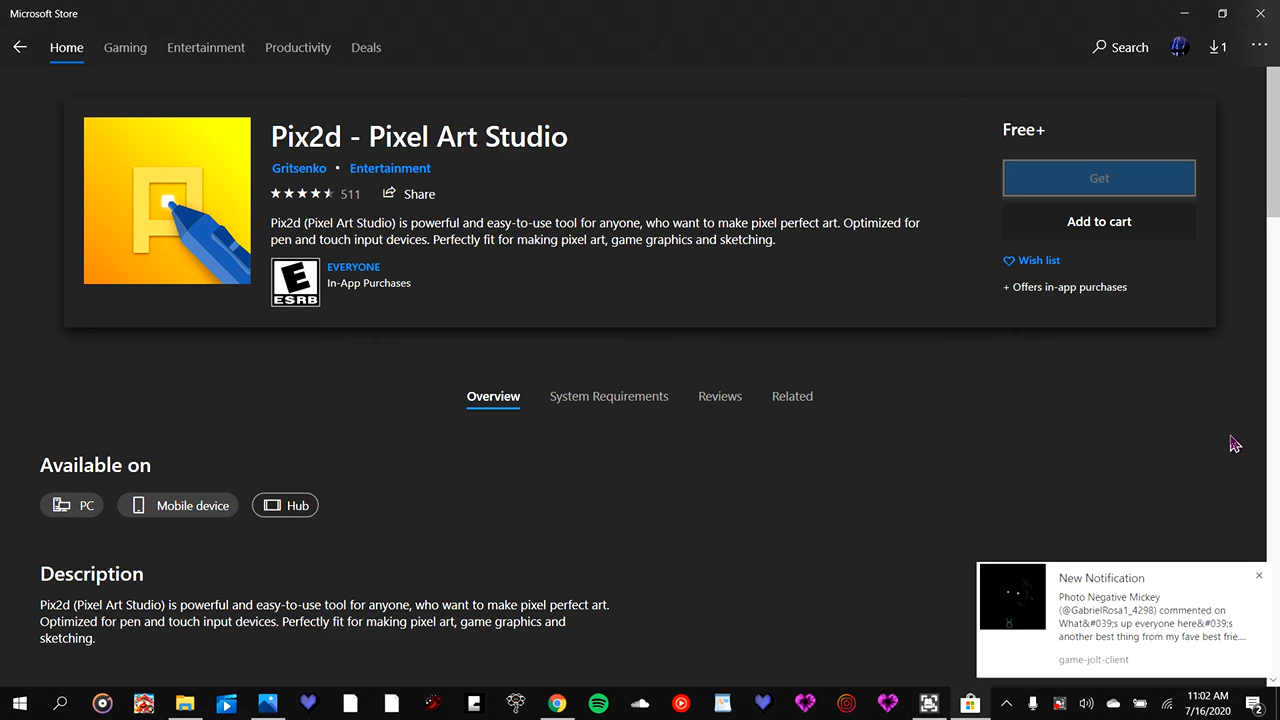 Microsoft Store
Home Gaming Entertainment Productivity Deals Search 1
Pix2d - Pixel Art Studio
Gritsenko • Entertainment
511 Share
Pix2d (Pixel Art Studio) is powerful and easy-to-use tool for anyone, who want to make pixel perfect art. Optimized for
pen and touch input devices. Perfectly fit for making pixel art, game graphics and sketching.
E
ESRB
EVERYONE
In-App Purchases
Free+
Get
Add to cart
Wish list
+ Offers in-app purchases
Overview System Requirements Reviews Related
Available on
PC Mobile device Hub
Description
Pix2d (Pixel Art Studio) is powerful and easy-to-use tool for anyone, who want to make pixel perfect art.
Optimized for pen and touch input devices. Perfectly fit for making pixel art, game graphics and
sketching.
New Notification
Photo Negative Mickey
(@GabrielRosa1_4298) commented on
What&#039;s up everyone here&#039;s
another best thing from my fave best frie....
game-jolt-client
11:02 AM
7/16/2020
2